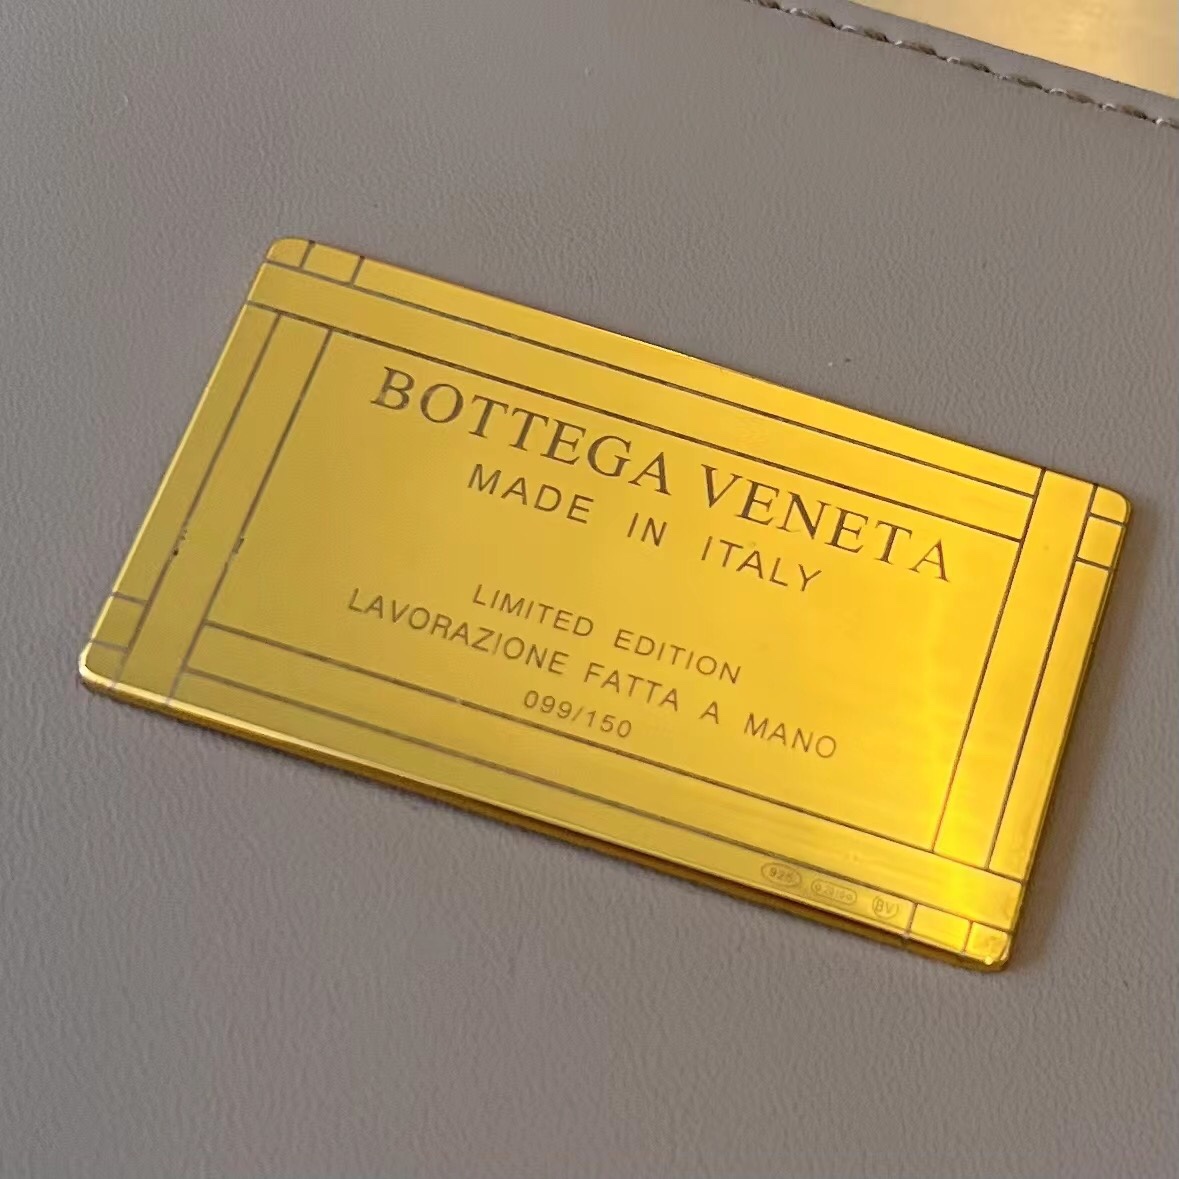 BOTTEGA VENETA
MADE IN ITALY
LIMITED EDITION
LAVORAZIONE FATTA A MANO
099/150
925
BV